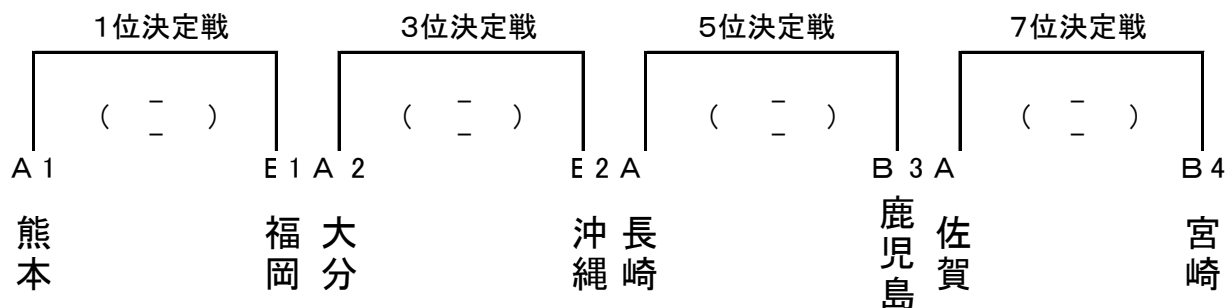 1位決定戦 3位決定戦 5位決定戦 7位決定戦
( - - ) ( - - ) ( - - ) ( - - )
A 1 E 1 A 2 E 2 A B 3 A B 4
熊本 福岡 大分 沖縄 長崎 鹿児島 佐賀 宮崎